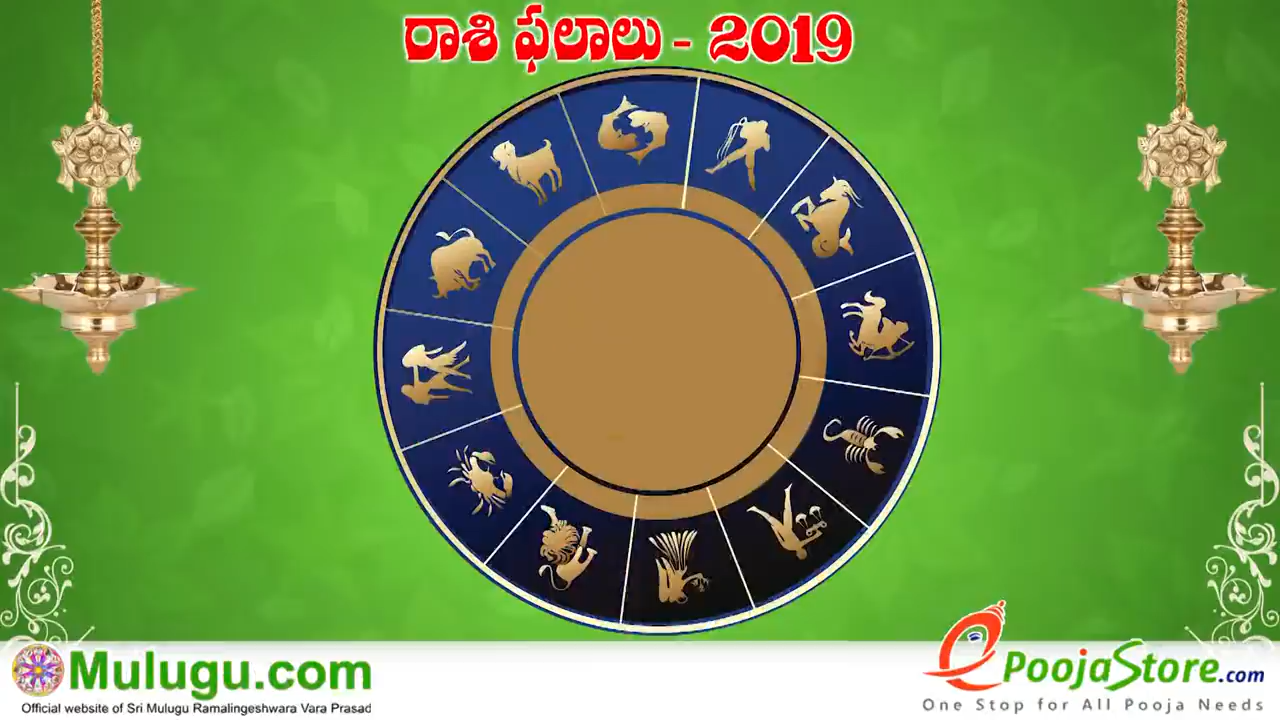 రాశి ఫలాలు - 2019
Mulugu.com
Official website of Sri Mulugu Ramalingeshwara Vara Prasad
ePoojaStore.com
One Stop for All Pooja Needs